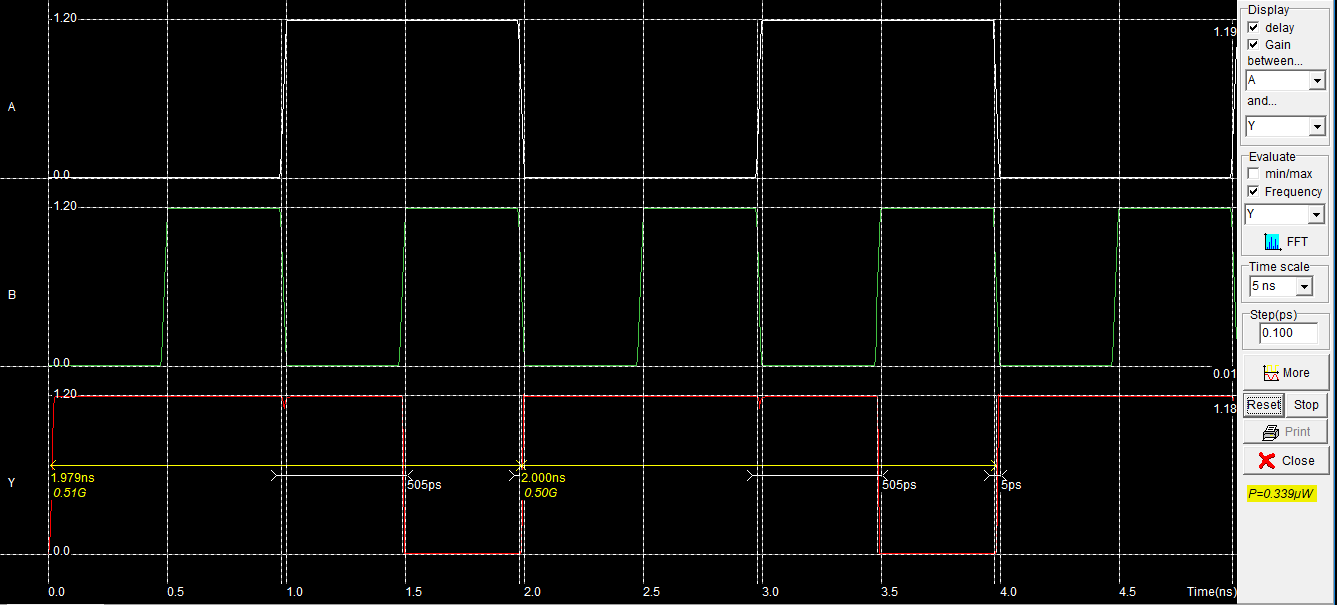 1.20
1.19
A
0.0
1.20
B
0.0
0.01
1.20
1.18
1.979ns
0.51G
505ps
2.000ns
0.50G
505ps
5ps
Y
0.0
0.0 0.5 1.0 1.5 2.0 2.5 3.0 3.5 4.0 4.5 Time(ns)
Display
delay
Gain
between...
A
and...
Y
Evaluate
min/max
Frequency
Y
FFT
Time scale
5 ns
Step(ps)
0.100
More
Reset Stop
Print
Close
P=0.339µW